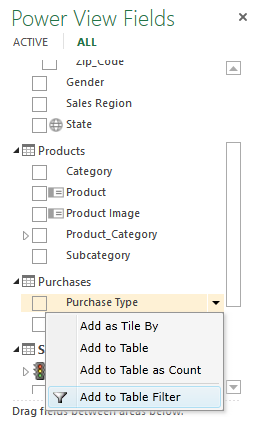 Power View Fields
ACTIVE ALL
Zip_Code
Gender
Sales Region
State
Products
Category
Product
Product Image
Product_Category
Subcategory
Purchases
Purchase Type
Add as Tile By
Add to Table
Add to Table as Count
Add to Table Filter
Drag fields between areas below: